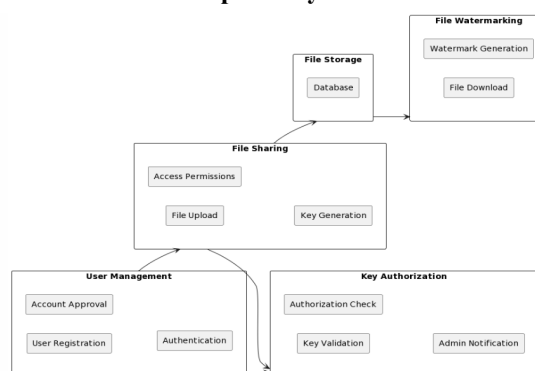 File Watermarking
Watermark Generation
File Download
File Storage
Database
File Sharing
Access Permissions
File Upload
Key Generation
User Management
Account Approval
User Registration
Authentication
Key Authorization
Authorization Check
Key Validation
Admin Notification